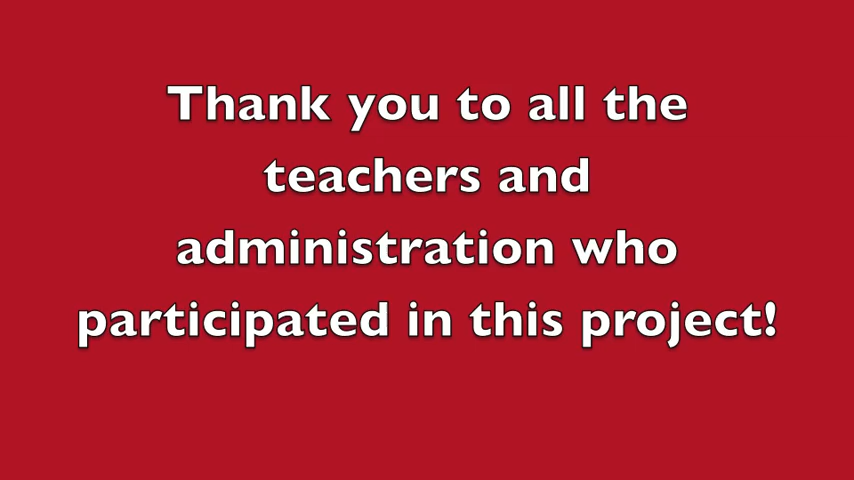 Thank you to all the
teachers and
administration who
participated in this project!